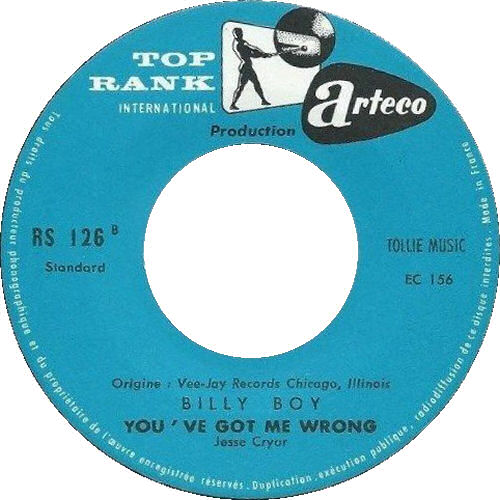 TOP
RANK
INTERNATIONAL
Arteco
Production
RS 126 B
Standard
TOLLIE MUSIC
EC 156
Origine : Vee-Jay Records Chicago, Illinois
BILLY BOY
YOU'VE GOT ME WRONG
Jesse Cryor
Tous droits du producteur phonographique et du propriétaire de l'œuvre enregistrée réservés. Duplication, exécution publique, radiodiffusion de ce disque interdites. Made in France